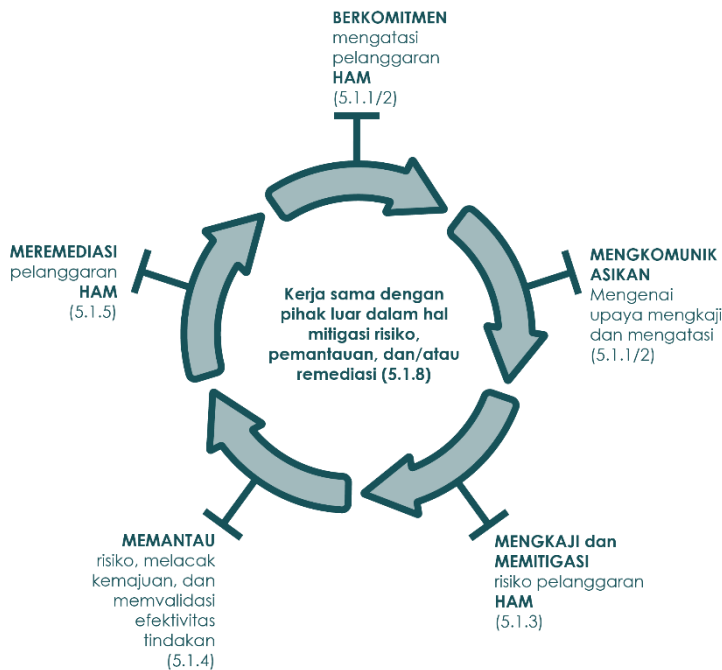 BERKOMITMEN
mengatasi
pelanggaran
HAM
(5.1.1/2)
MENGKOMUNIK
ASIKAN
Mengenai
upaya mengkaji
dan mengatasi
(5.1.1/2)
MENGKAJI dan
MEMITIGASI
risiko pelanggaran
HAM
(5.1.3)
MEMANTAU
risiko, melacak
kemajuan, dan
memvalidasi
efektivitas
tindakan
(5.1.4)
MEREMEDIASI
pelanggaran
HAM
(5.1.5)
Kerja sama dengan
pihak luar dalam hal
mitigasi risiko,
pemantauan, dan/atau
remediasi (5.1.8)